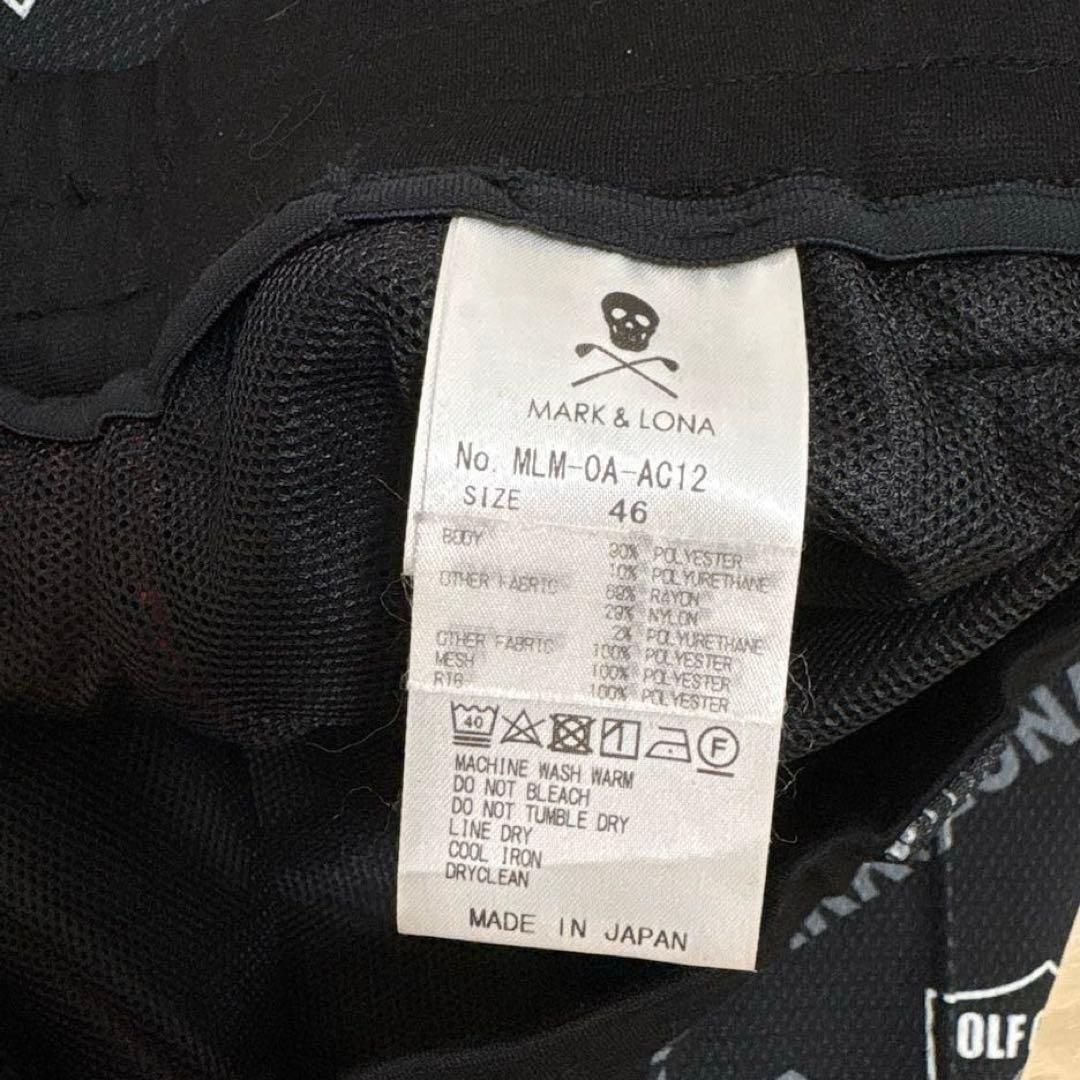 MARK & LONA
No. MLM-0A-AC12
SIZE 46
BODY 90% POLYESTER
10% POLYURETHANE
OTHER FABRIC 69% RAYON
29% NYLON
2% POLYURETHANE
OTHER FABRIC 100% POLYESTER
MESH 100% POLYESTER
RIB 100% POLYESTER
40
F
MACHINE WASH WARM
DO NOT BLEACH
DO NOT TUMBLE DRY
LINE DRY
COOL IRON
DRYCLEAN
MADE IN JAPAN
OLF